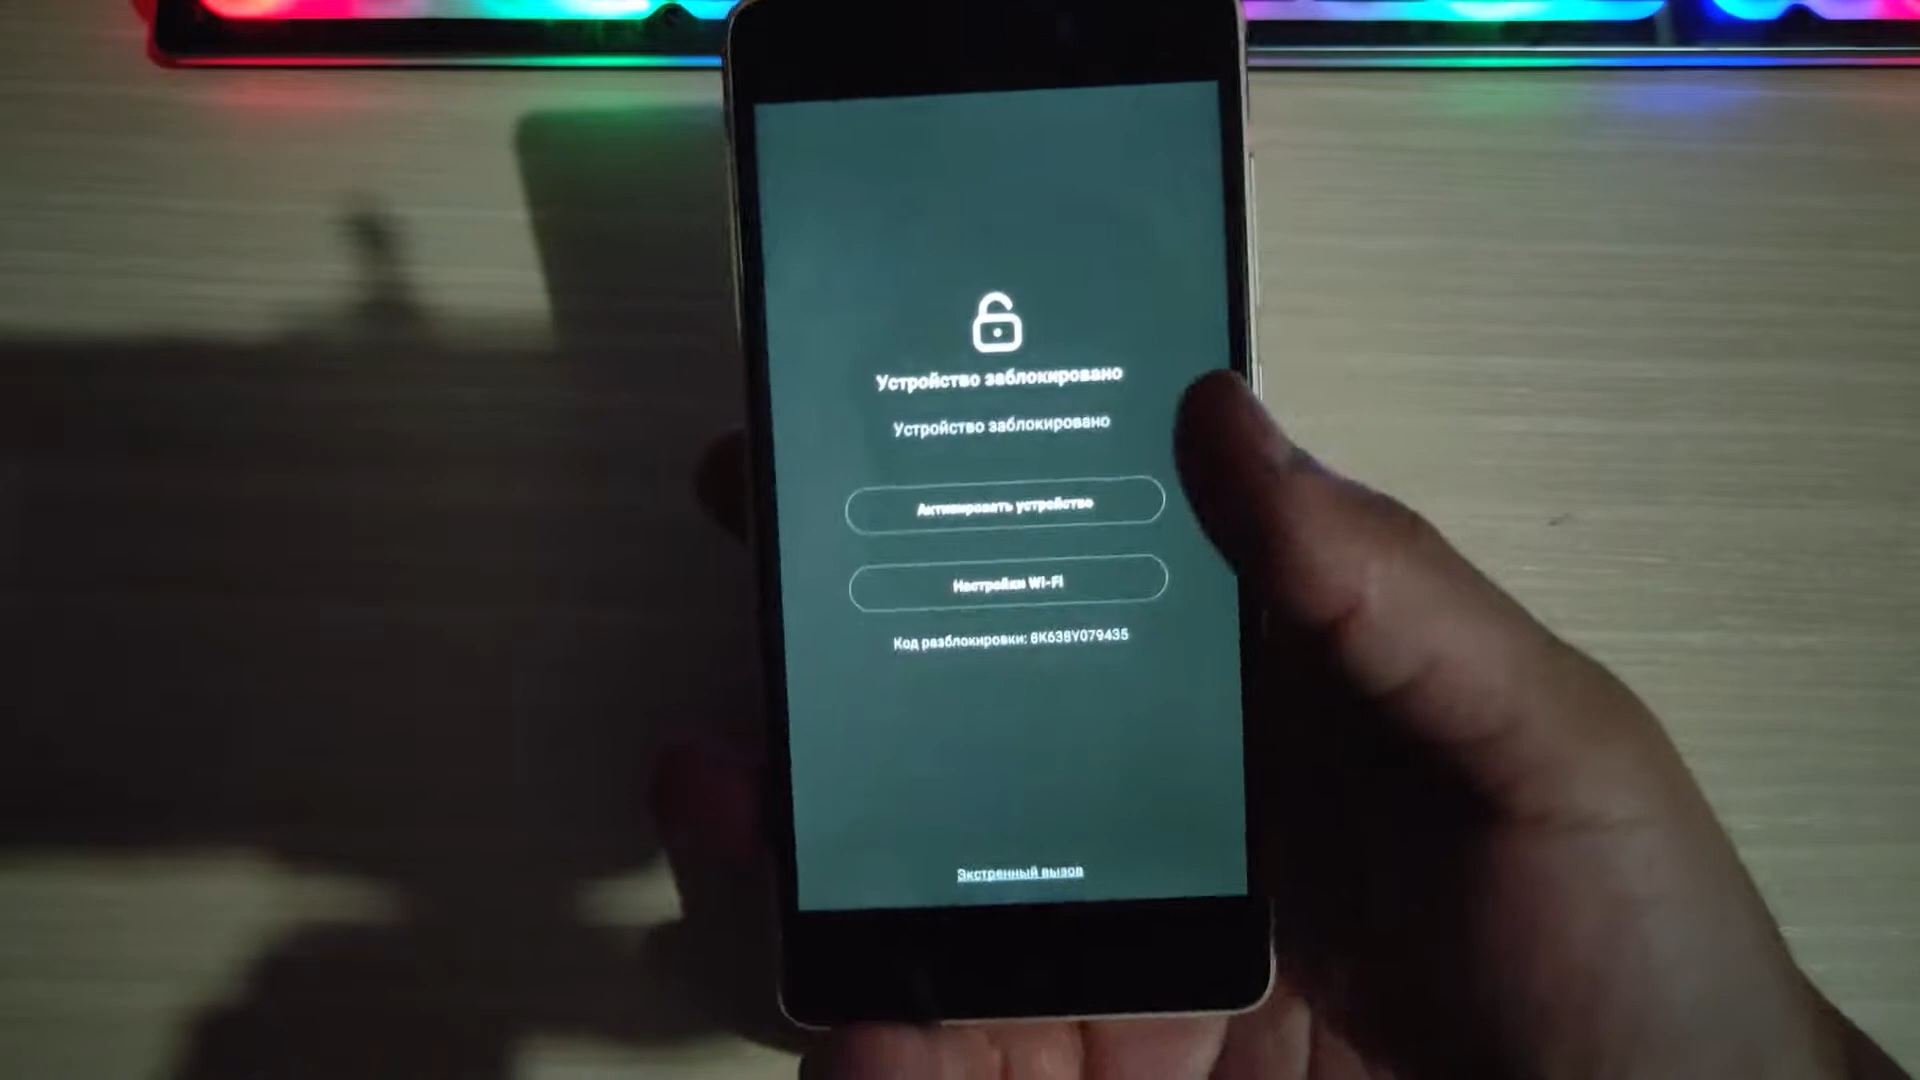 Устройство заблокировано
Устройство заблокировано
Активировать устройство
Настройки Wi-Fi
Код разблокировки: 8K638Y079435
Экстренный вызов